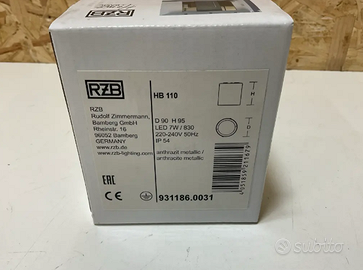 RZB
HB 110
H
RZB
Rudolf Zimmermann,
Bamberg GmbH
Rheinstr. 16
96052 Bamberg
GERMANY
www.rzb.de
www.rzb-lighting.com
D 90 H 95
LED 7W / 830
220-240V 50Hz
IP 54
D
anthrazit metallic /
anthracite metallic
EAC
CE
931186.0031
subito